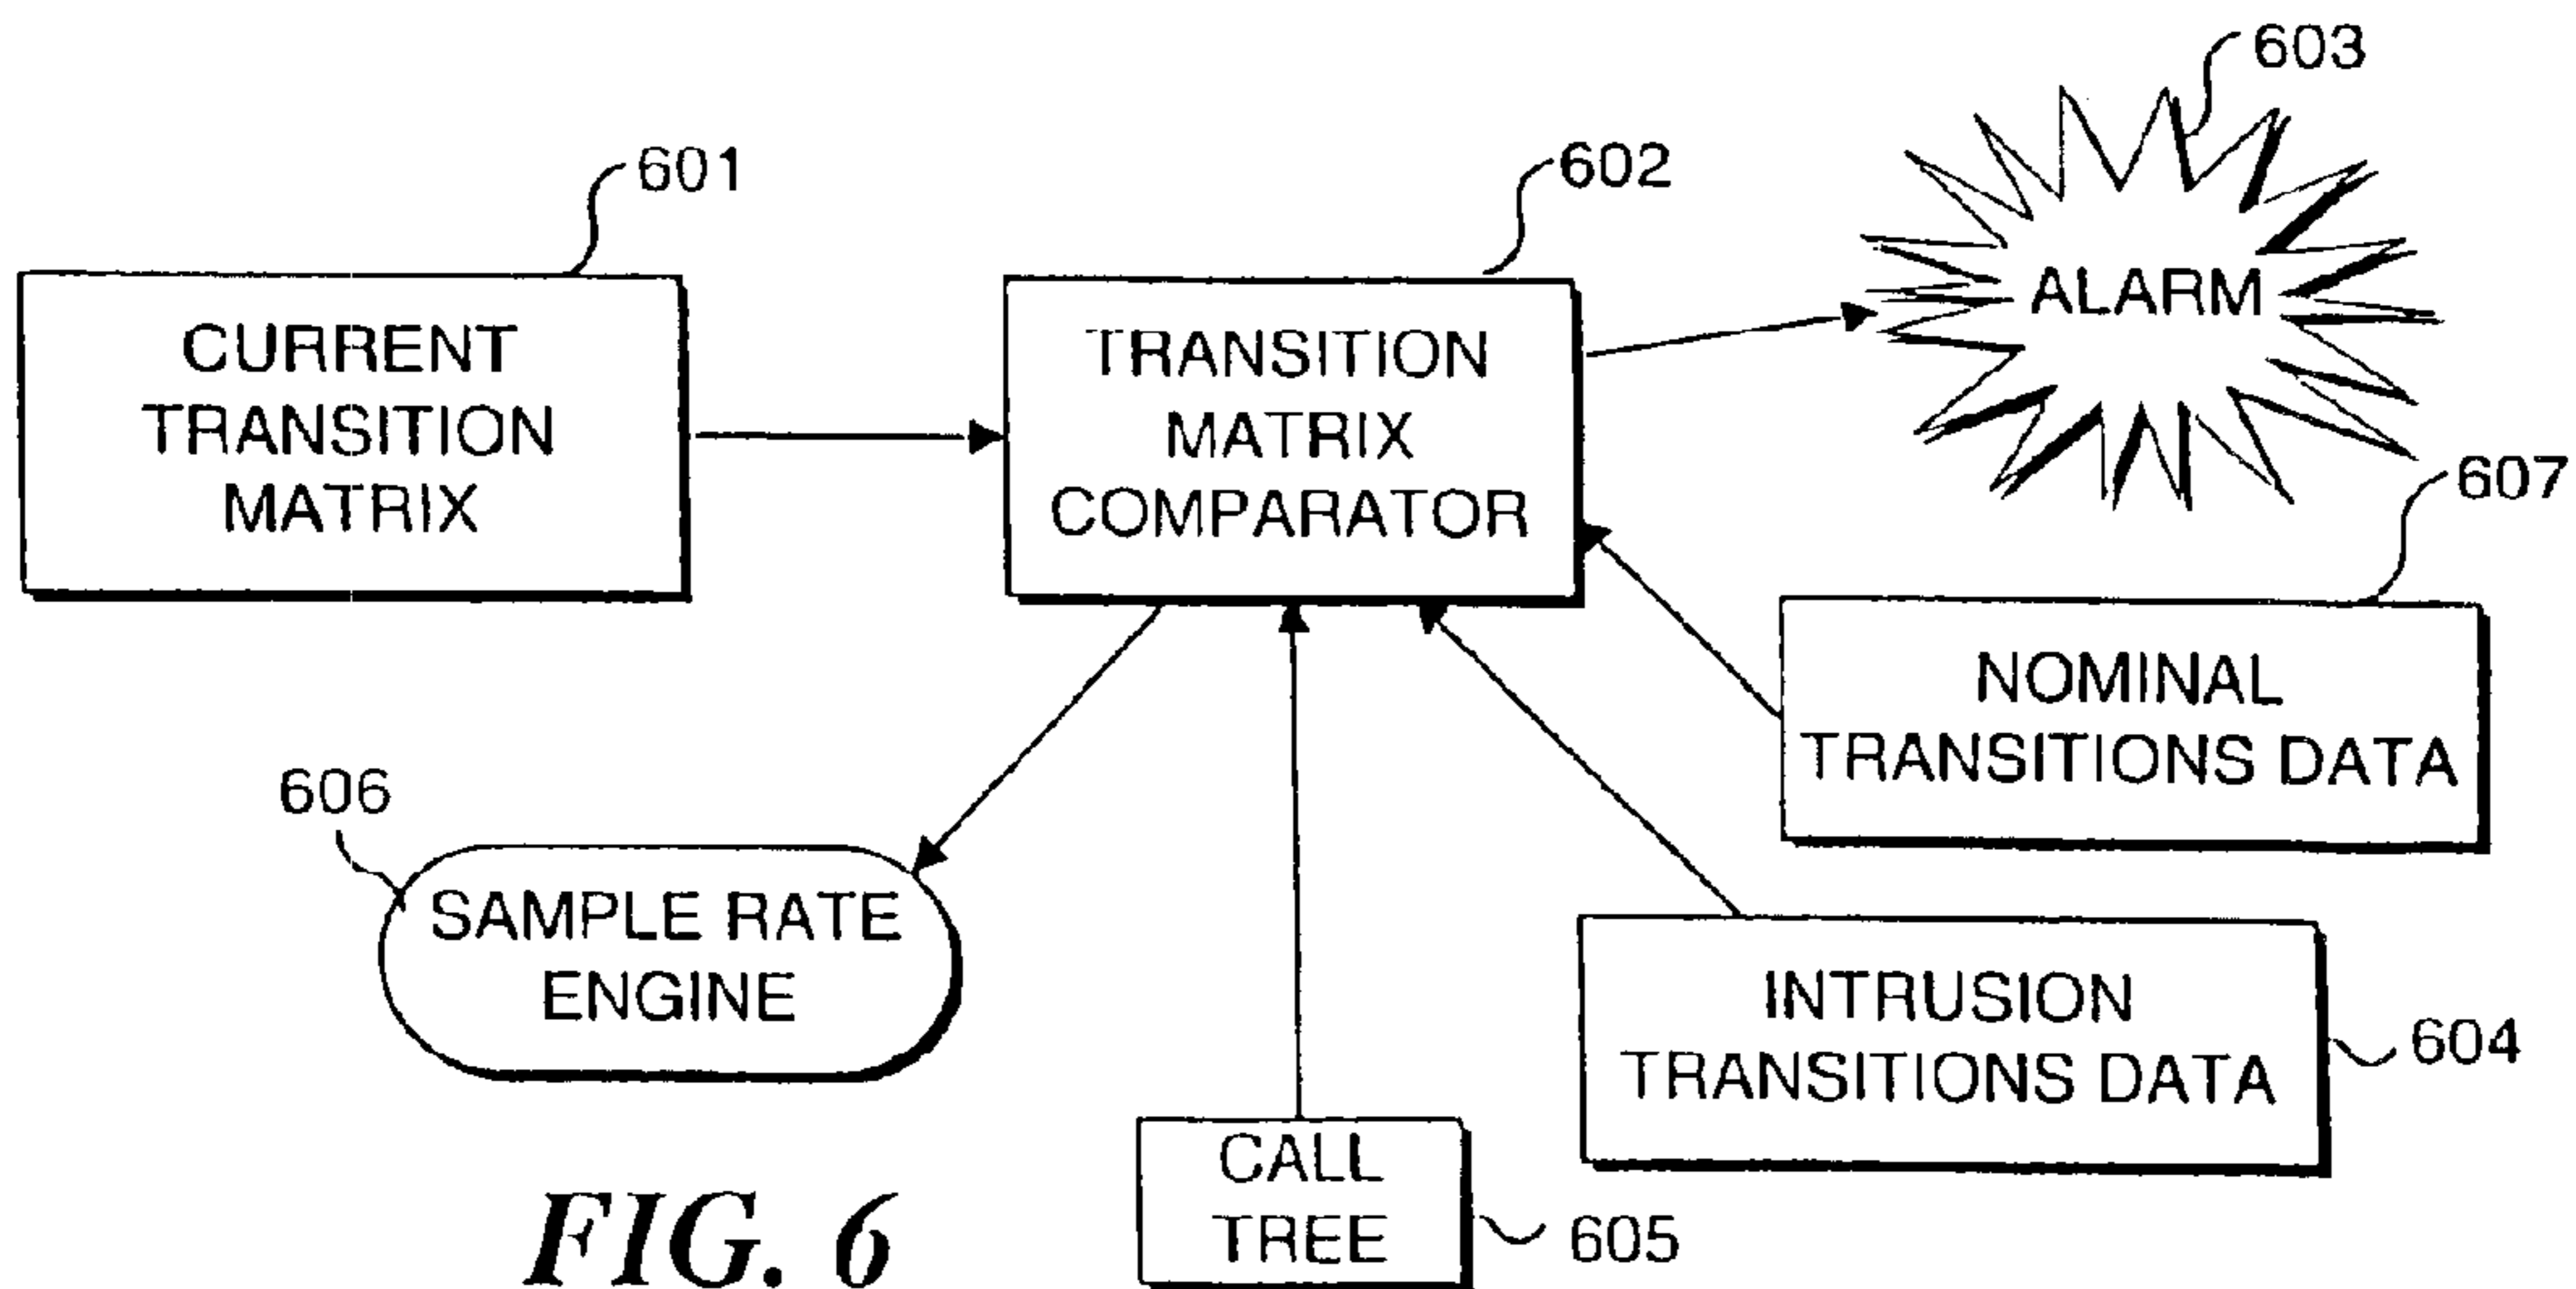 603
601
602
CURRENT
TRANSITION
MATRIX
TRANSITION
MATRIX
COMPARATOR
ALARM
607
NOMINAL
TRANSITIONS DATA
606
SAMPLE RATE
ENGINE
INTRUSION
TRANSITIONS DATA
604
CALL
TREE
605
FIG. 6